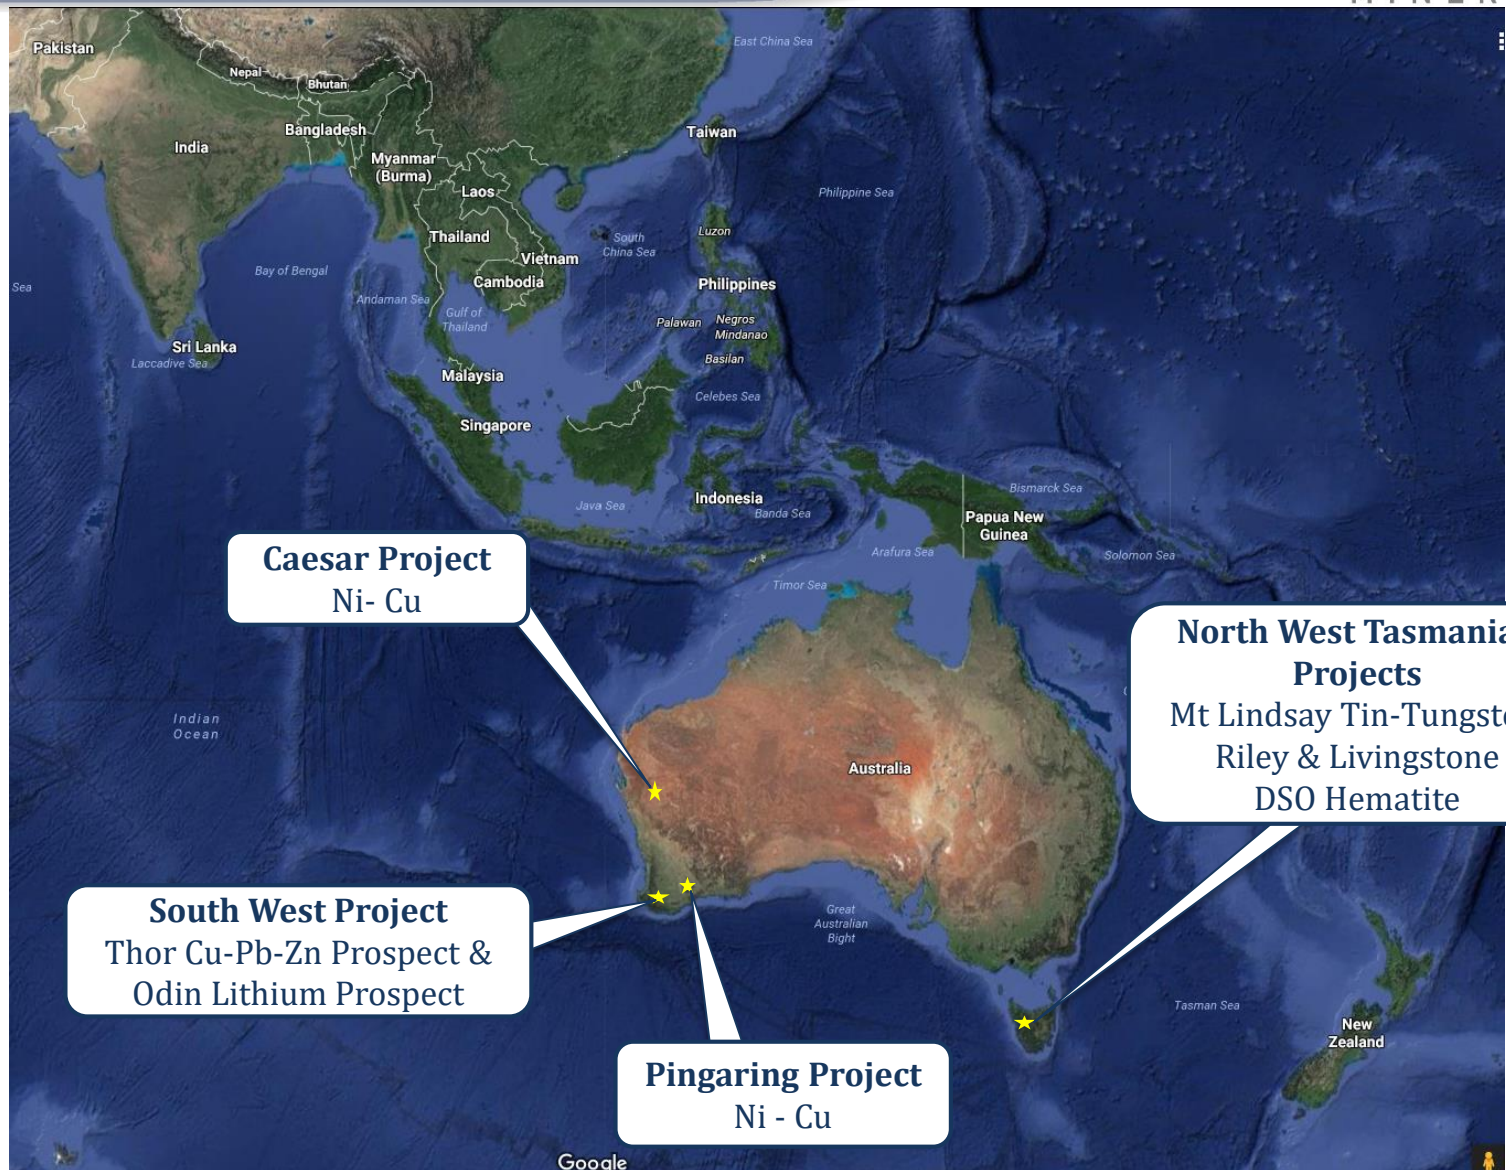 Pakistan
East China Sea
Nepal
Bhutan
Bangladesh
Taiwan
India
Myanmar
(Burma)
Laos
Philippine Sea
Thailand
Luzon
South
China Sea
Vietnam
Bay of Bengal
Cambodia
Philippines
Sea
Andaman Sea
Gulf of
Thailand
Palawan
Negros
Mindanao
Sri Lanka
Basilan
Laccadive Sea
Malaysia
Celebes Sea
Singapore
Bismarck Sea
Indonesia
Java Sea
Banda Sea
Papua New
Guinea
Arafura Sea
Solomon Sea
Timor Sea
Caesar Project
Ni- Cu
North West Tasmania
Projects
Mt Lindsay Tin-Tungste
Riley & Livingstone
DSO Hematite
Indian
Ocean
Australia
South West Project
Thor Cu-Pb-Zn Prospect &
Odin Lithium Prospect
Great
Australian
Bight
Tasman Sea
New
Zealand
Pingaring Project
Ni - Cu
Google